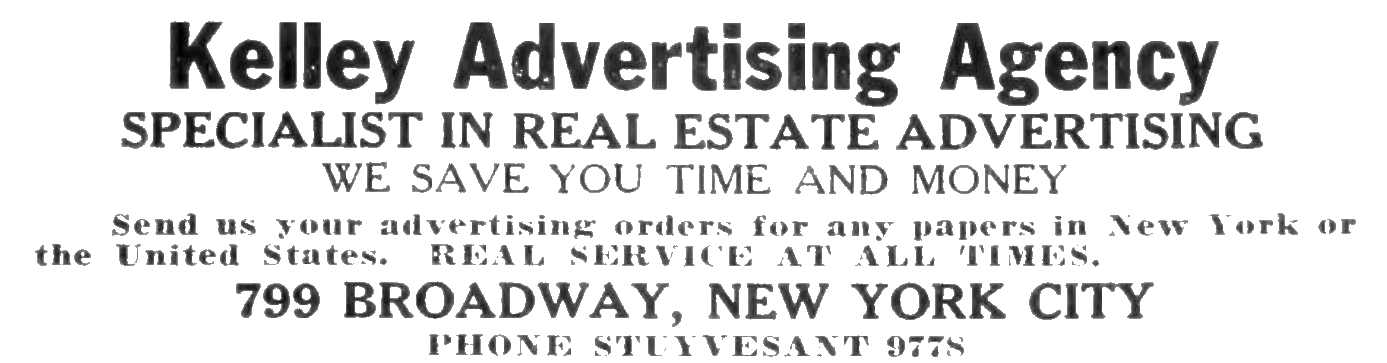 Kelley Advertising Agency
SPECIALIST IN REAL ESTATE ADVERTISING
WE SAVE YOU TIME AND MONEY
Send us your advertising orders for any papers in New York or
the United States. REAL SERVICE AT ALL TIMES.
799 BROADWAY, NEW YORK CITY
PHONE STUYVESANT 9778